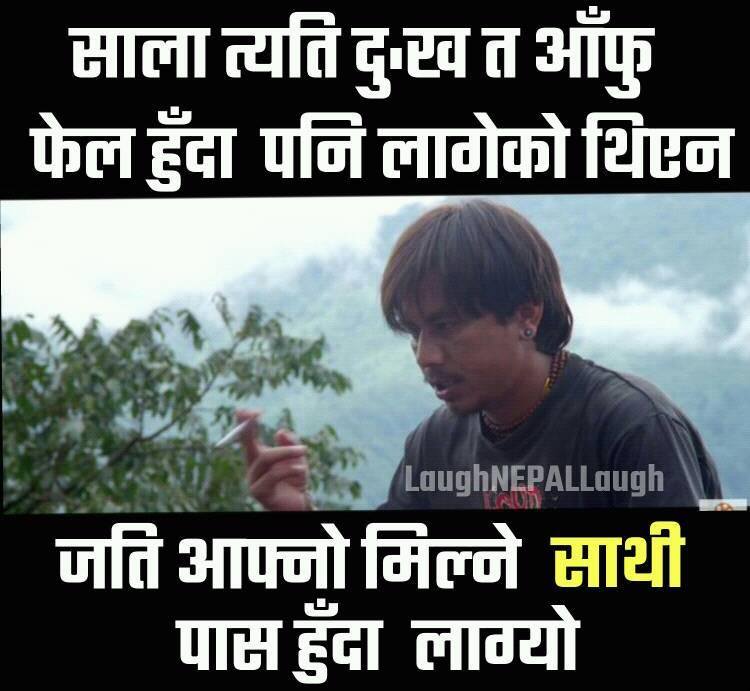 साला त्यति दुःख त आँफु
फेल हुँदा पनि लागेको थिएन
LaughNEPALLaugh
जति आफ्नो मिल्ने साथी
पास हुँदा लाग्यो